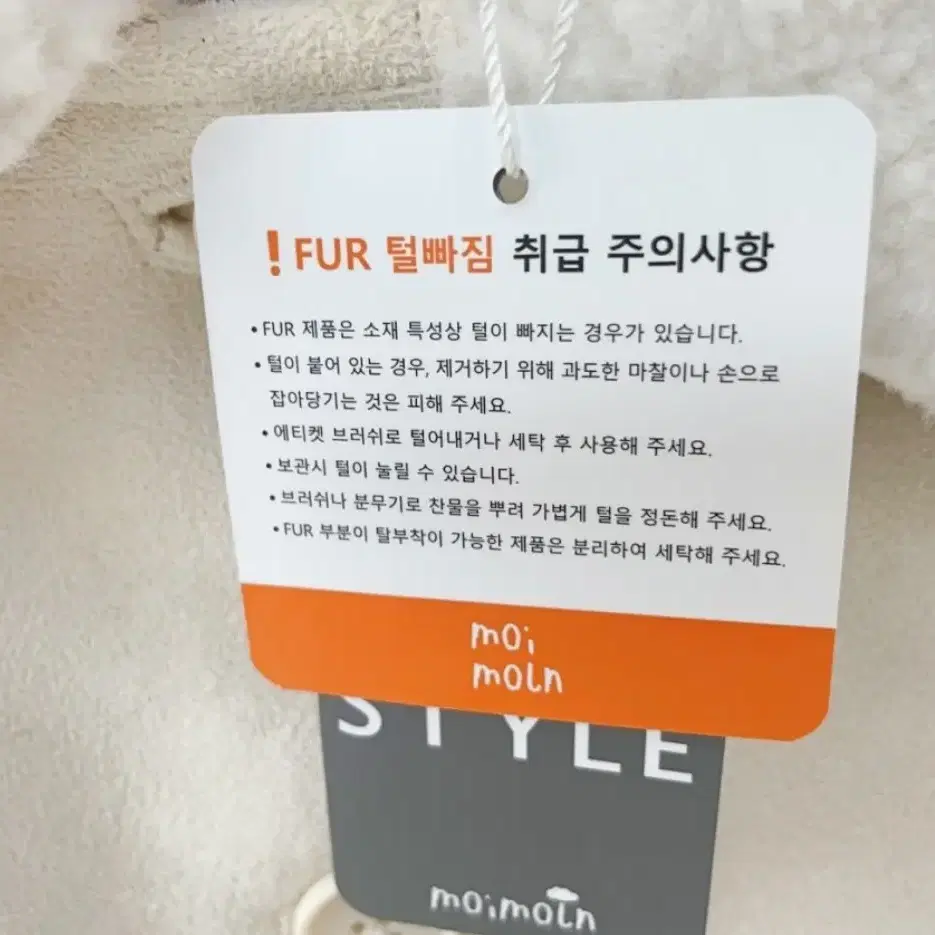 ! FUR 털빠짐 취급 주의사항
• FUR 제품은 소재 특성상 털이 빠지는 경우가 있습니다.
• 털이 붙어 있는 경우, 제거하기 위해 과도한 마찰이나 손으로
잡아당기는 것은 피해 주세요.
• 에티켓 브러쉬로 털어내거나 세탁 후 사용해 주세요.
• 보관시 털이 눌릴 수 있습니다.
• 브러쉬나 분무기로 찬물을 뿌려 가볍게 털을 정돈해 주세요.
• FUR 부분이 탈부착이 가능한 제품은 분리하여 세탁해 주세요.
moi
moln
STYLE
moimoln